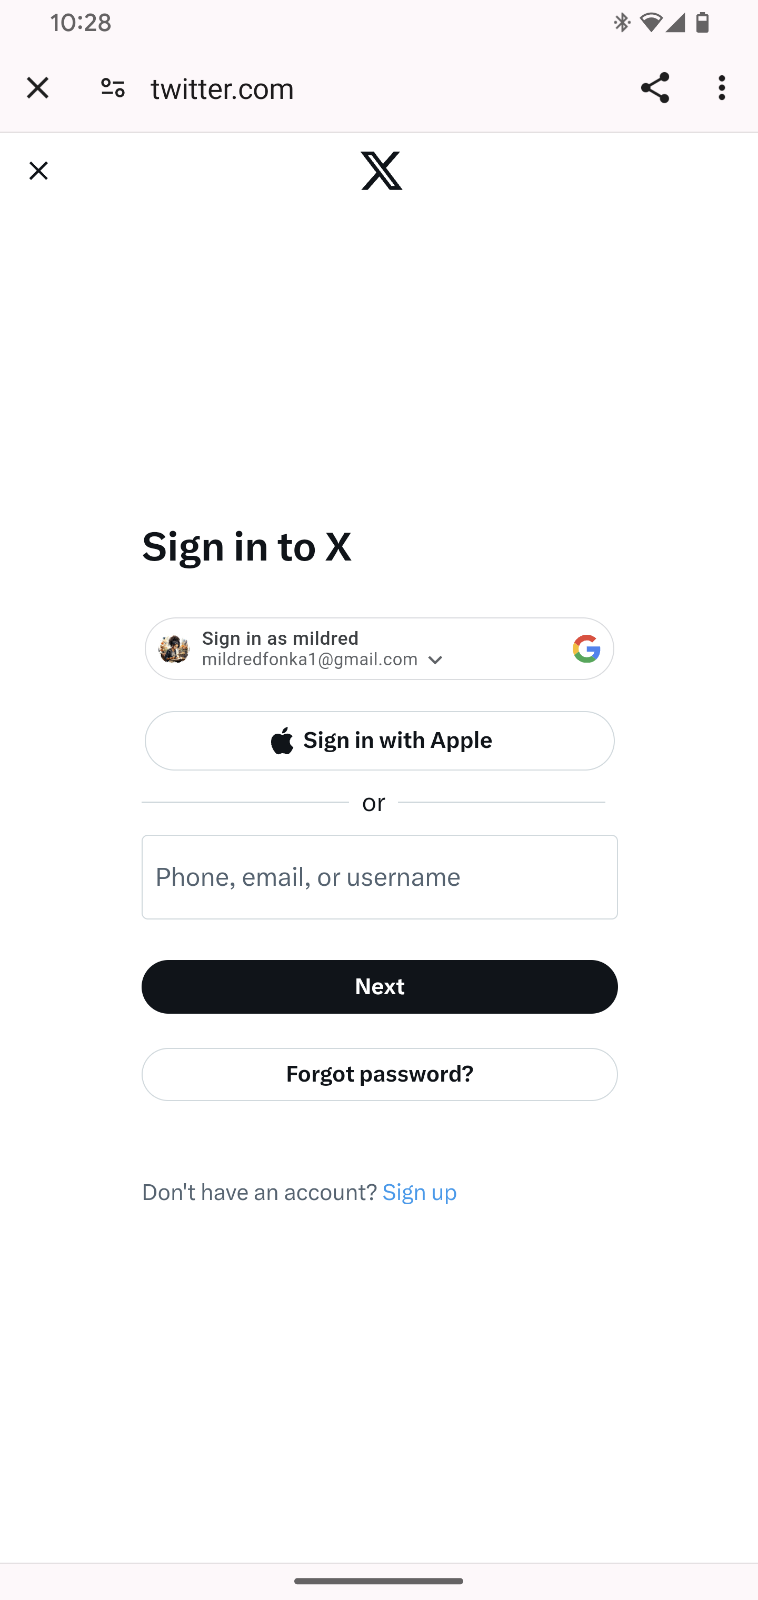 10:28
twitter.com
Sign in to X
Sign in as mildred
mildredfonka1@gmail.com
Sign in with Apple
or
Phone, email, or username
Next
Forgot password?
Don't have an account? Sign up